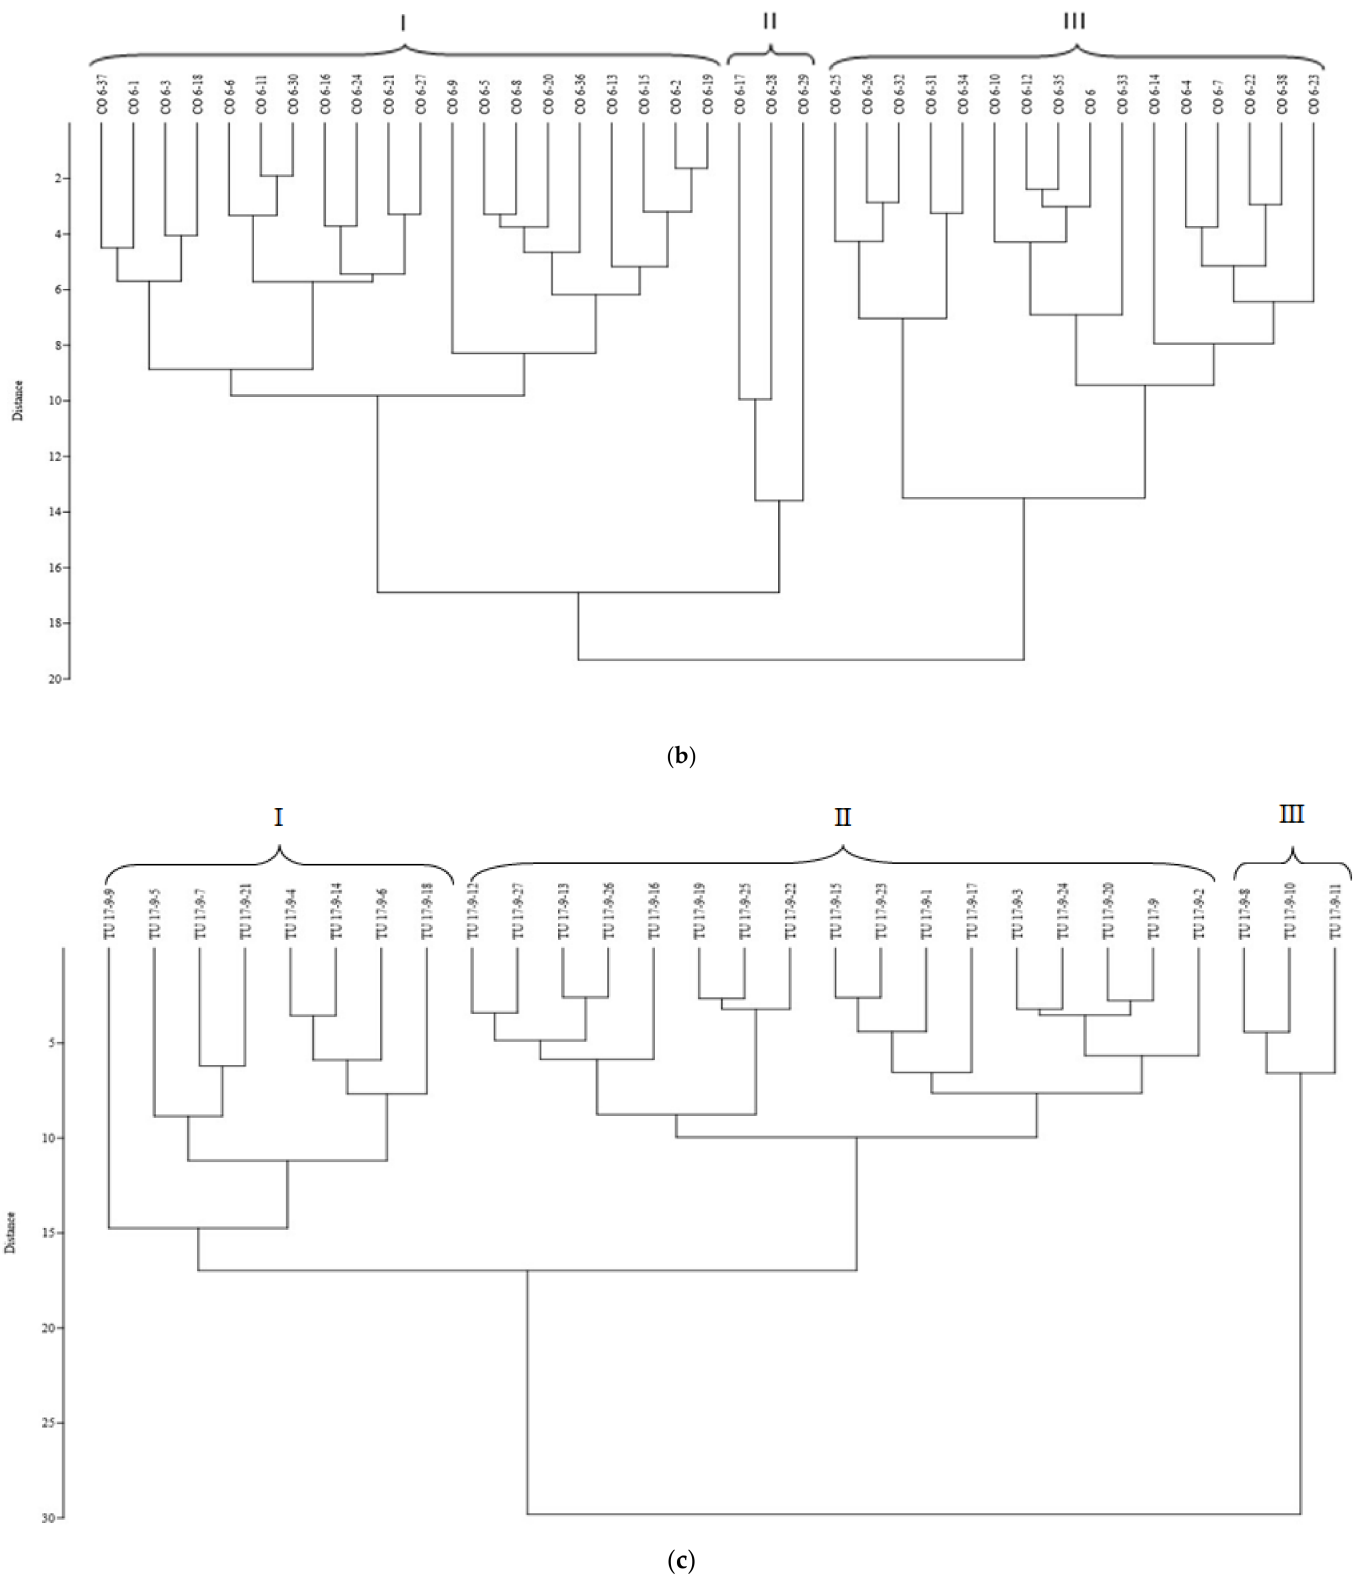 I II III
CO 6-37 CO 6-1 CO 6-3 CO 6-18 CO 6-6 CO 6-11 CO 6-30 CO 6-16 CO 6-24 CO 6-21 CO 6-27 CO 6-9 CO 6-5 CO 6-8 CO 6-20 CO 6-36 CO 6-13 CO 6-15 CO 6-2 CO 6-19 CO 6-17 CO 6-28 CO 6-29 CO 6-25 CO 6-26 CO 6-32 CO 6-31 CO 6-34 CO 6-10 CO 6-12 CO 6-35 CO 6 CO 6-33 CO 6-14 CO 6-4 CO 6-7 CO 6-22 CO 6-38 CO 6-23
2
4
6
8
Distance
10
12
14
16
18
20
(b)
I II III
TU 17-9-9 TU 17-9-5 TU 17-9-7 TU 17-9-21 TU 17-9-4 TU 17-9-14 TU 17-9-6 TU 17-9-18 TU 17-9-12 TU 17-9-27 TU 17-9-13 TU 17-9-26 TU 17-9-16 TU 17-9-19 TU 17-9-25 TU 17-9-22 TU 17-9-15 TU 17-9-23 TU 17-9-1 TU 17-9-17 TU 17-9-3 TU 17-9-24 TU 17-9-20 TU 17-9 TU 17-9-2 TU 17-9-8 TU 17-9-10 TU 17-9-11
5
10
Distance
15
20
25
30
(c)